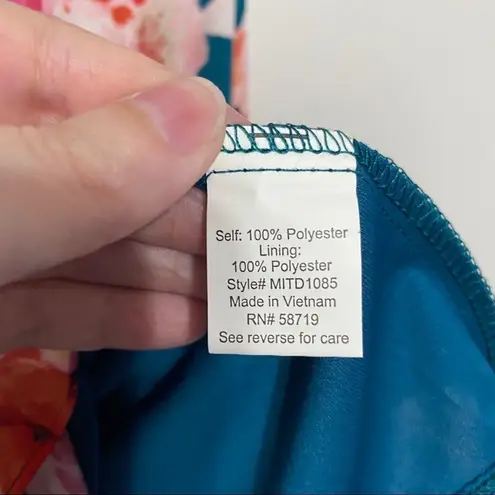 Self: 100% Polyester
Lining:
100% Polyester
Style# MITD1085
Made in Vietnam
RN# 58719
See reverse for care